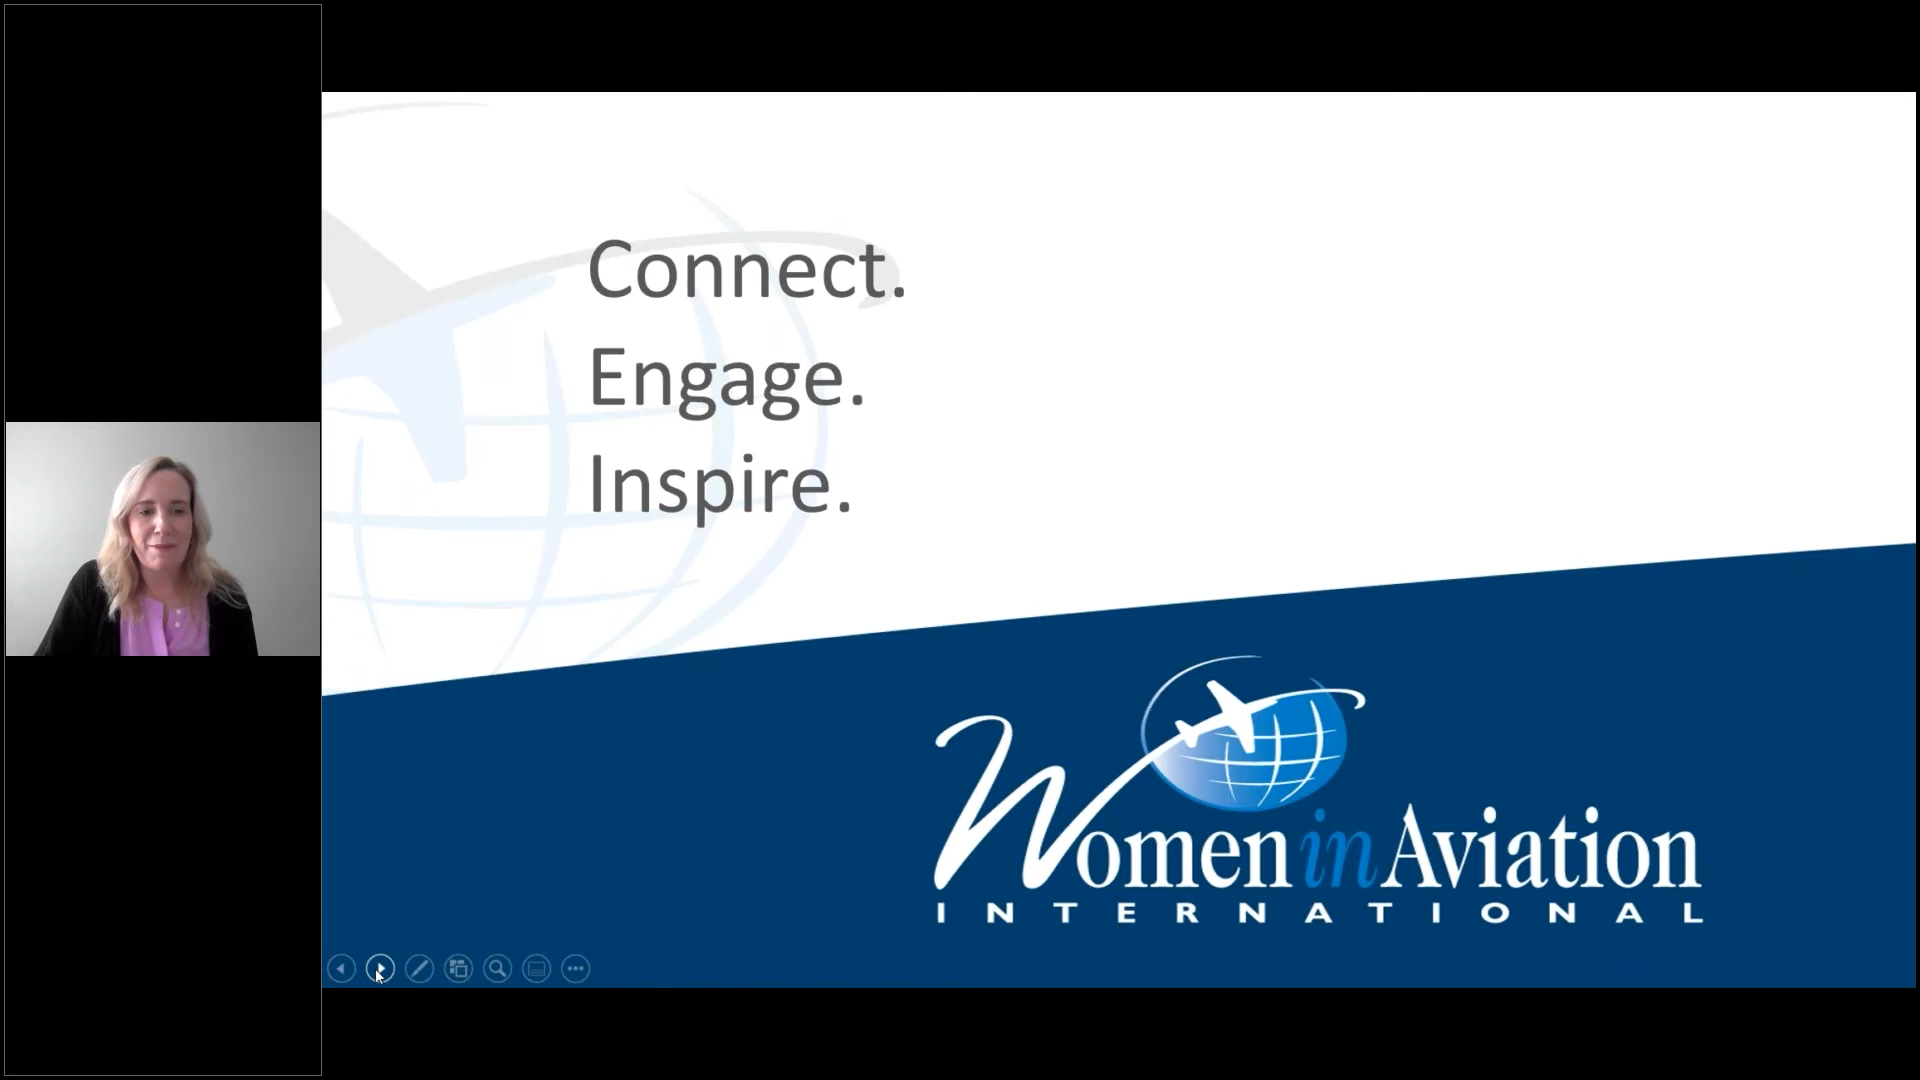 Connect.
Engage.
Inspire.
Women in Aviation
INTERNATIONAL